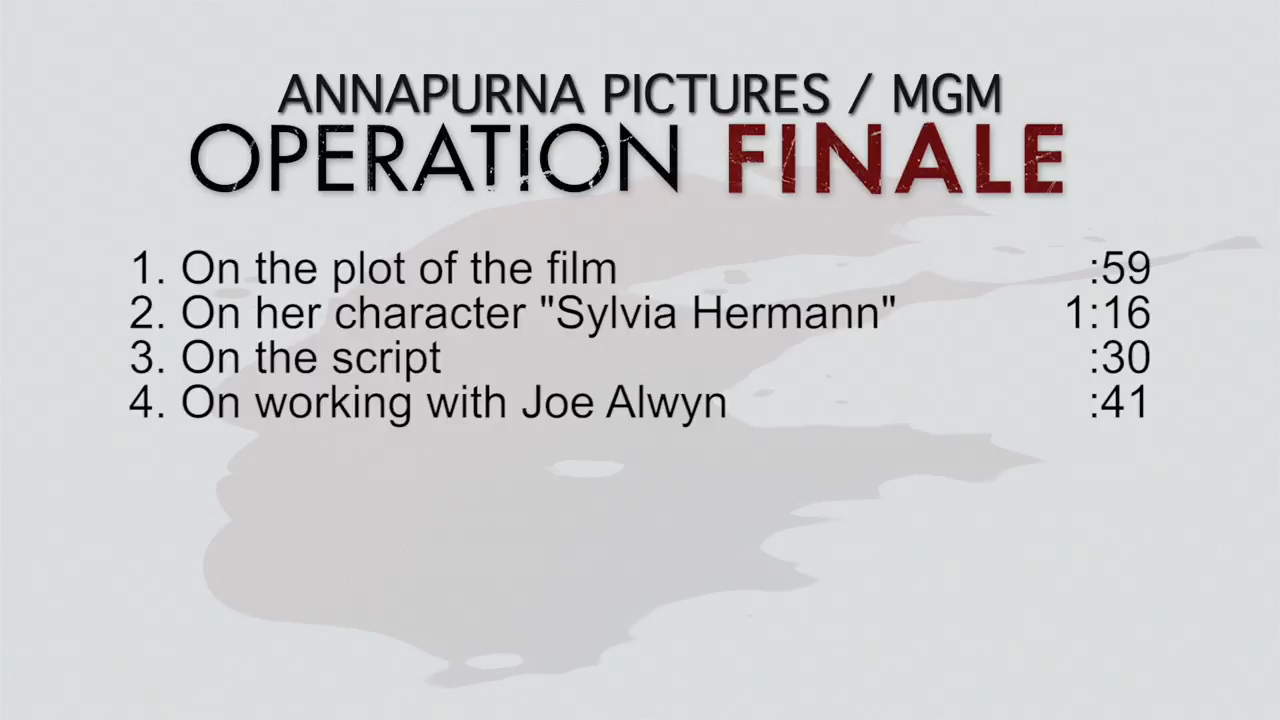 ANNAPURNA PICTURES / MGM
OPERATION FINALE
1. On the plot of the film :59
2. On her character "Sylvia Hermann" 1:16
3. On the script :30
4. On working with Joe Alwyn :41